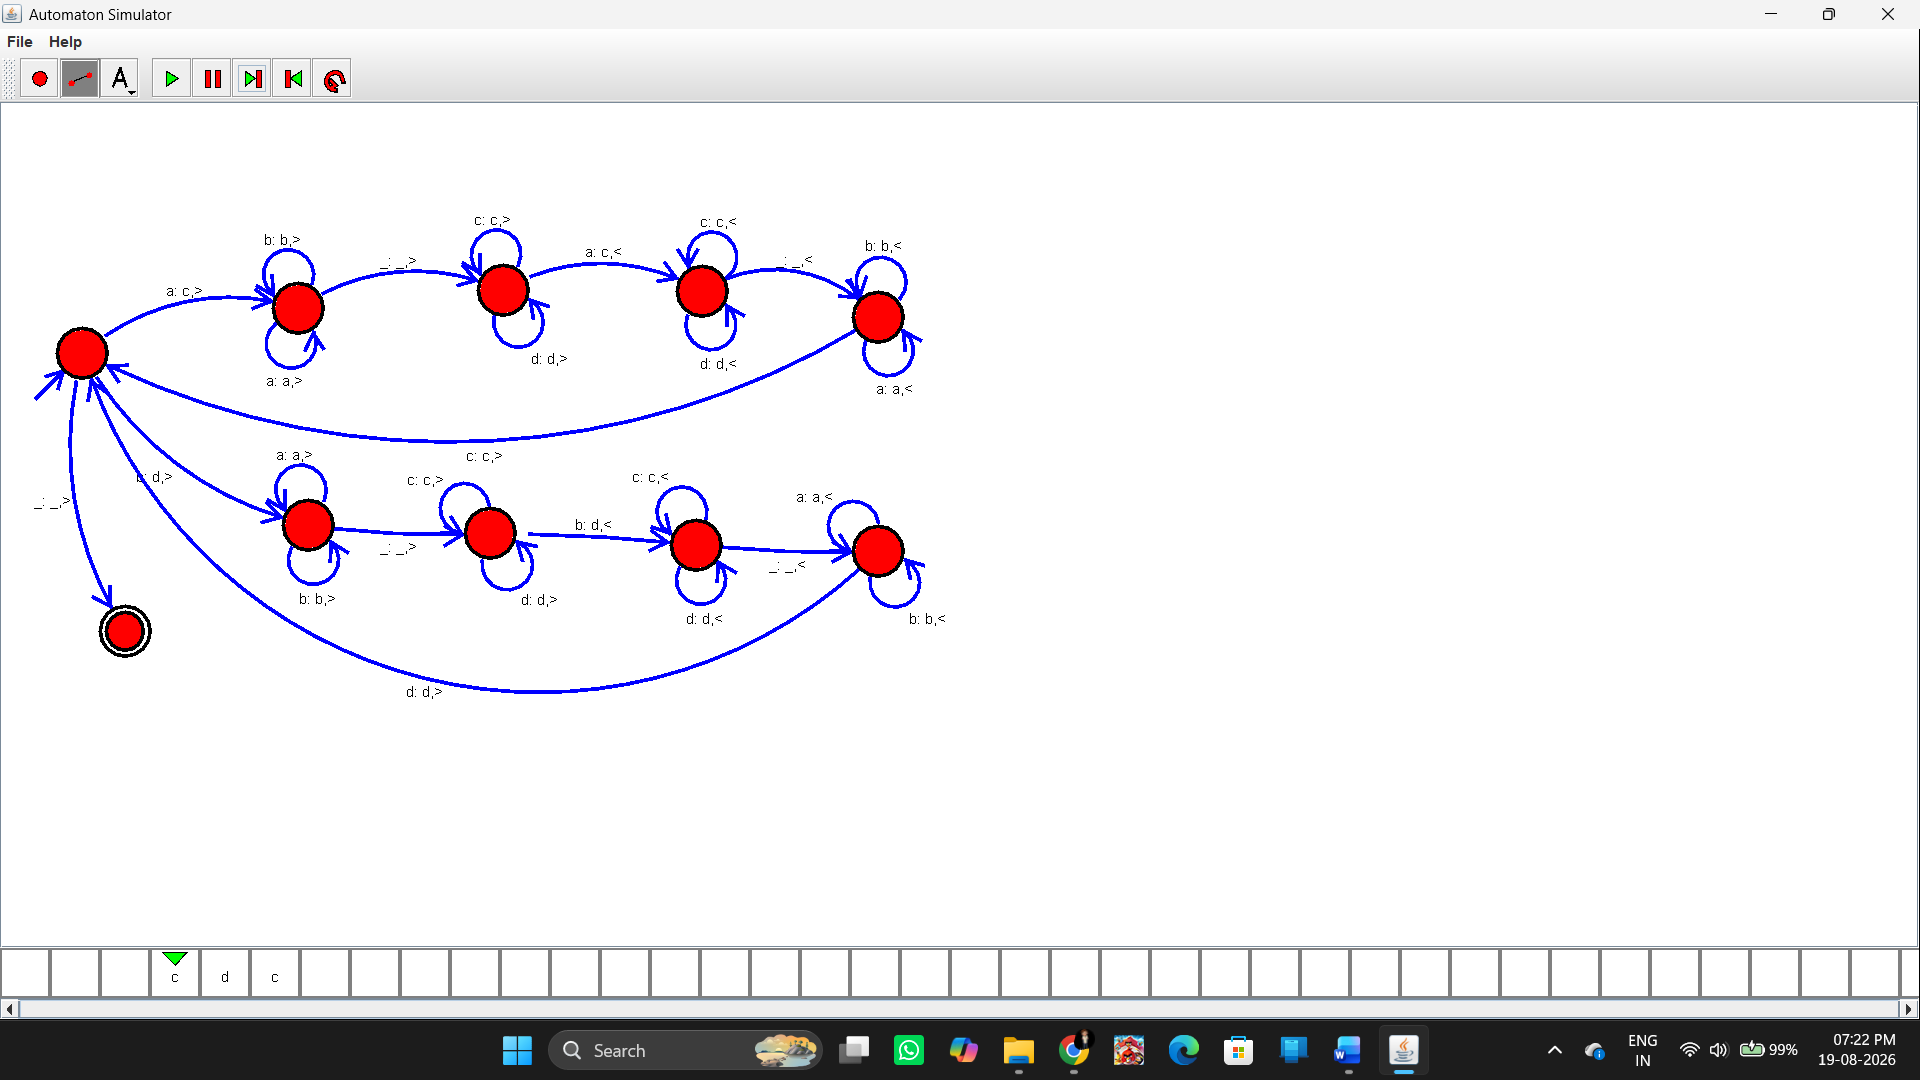 Automaton Simulator
File Help
A
c: c,>
c: c,<
b: b,>
b: b,<
a: c,<
_: _,>
_: _,<
a: c,>
d: d,>
d: d,<
a: a,>
a: a,<
a: a,>
c: c,>
b: d,>
c: c,>
c: c,<
a: a,<
_: _,>
b: d,<
_: _,>
_: _,<
b: b,>
d: d,>
d: d,<
b: b,<
d: d,>
c d c
Search
ENG
IN
99%
07:22 PM
19-08-2026